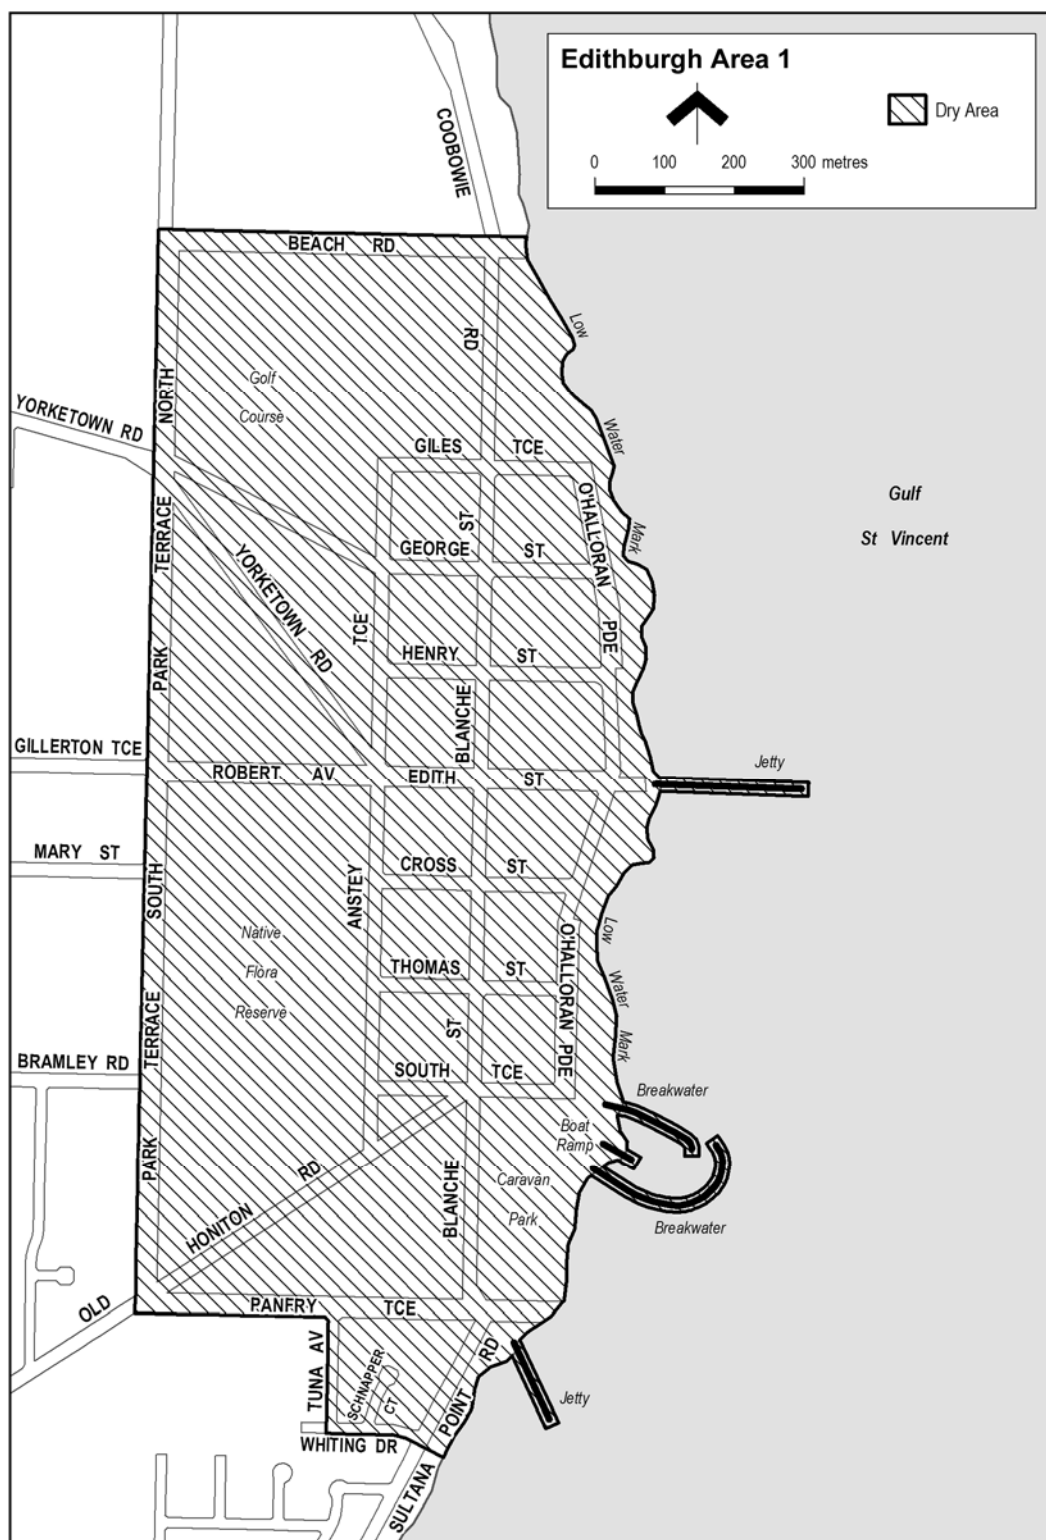 Edithburgh Area 1
Dry Area
0 100 200 300 metres
COOBOWIE
BEACH RD
RD
Low
Water
Mark
NORTH
TERRACE
PARK
Golf
Course
YORKETOWN RD
GILES TCE
O'HALLORAN
PDE
ST
GEORGE ST
Gulf
St Vincent
YORKETOWN RD
TCE
HENRY ST
BLANCHE
GILLERTON TCE
ROBERT AV
EDITH ST
Jetty
MARY ST
CROSS ST
SOUTH
TERRACE
PARK
ANSTEY
Native
Flora
Reserve
Low
Water
Mark
O'HALLORAN PDE
THOMAS ST
ST
BRAMLEY RD
SOUTH TCE
Breakwater
Boat
Ramp
Caravan
Park
Breakwater
BLANCHE
HONITON RD
OLD
PANFRY TCE
TUNA AV
SCHNAPPER
CT
RD
POINT
SULTANA
Jetty
WHITING DR